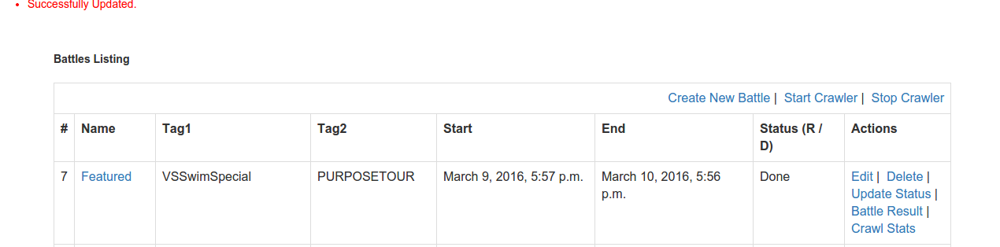 Successfully Updated.
Battles Listing
Create New Battle | Start Crawler | Stop Crawler
# Name Tag1 Tag2 Start End Status (R / D) Actions
7 Featured VSSwimSpecial PURPOSETOUR March 9, 2016, 5:57 p.m. March 10, 2016, 5:56 p.m. Done Edit | Delete |
Update Status |
Battle Result |
Crawl Stats